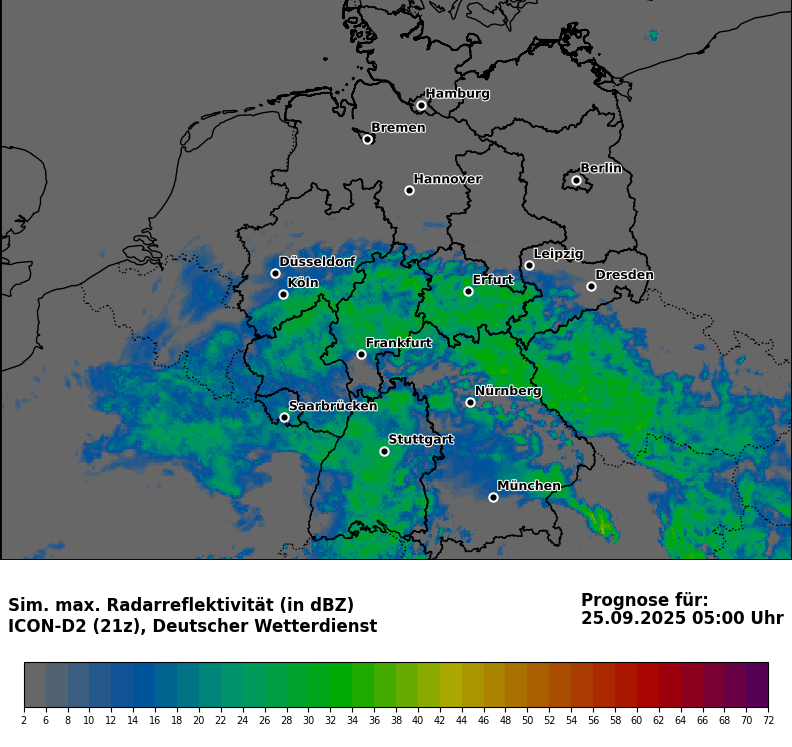 Hamburg
Bremen
Berlin
Hannover
Leipzig
Düsseldorf
Dresden
Köln
Erfurt
Frankfurt
Nürnberg
Saarbrücken
Stuttgart
München
Sim. max. Radarreflektivität (in dBZ)
ICON-D2 (21z), Deutscher Wetterdienst
Prognose für:
25.09.2025 05:00 Uhr
2 6 8 10 12 14 16 18 20 22 24 26 28 30 32 34 36 38 40 42 44 46 48 50 52 54 56 58 62 64 66 68 70 72